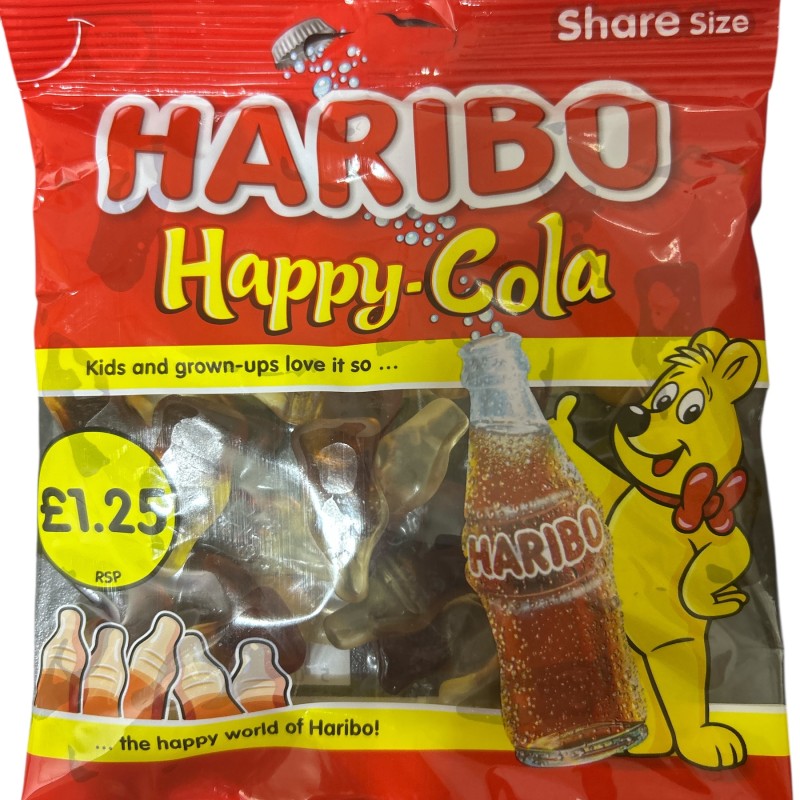 Share Size
HARIBO
Happy-Cola
Kids and grown-ups love it so ...
£1.25
RSP
HARIBO
... the happy world of Haribo!